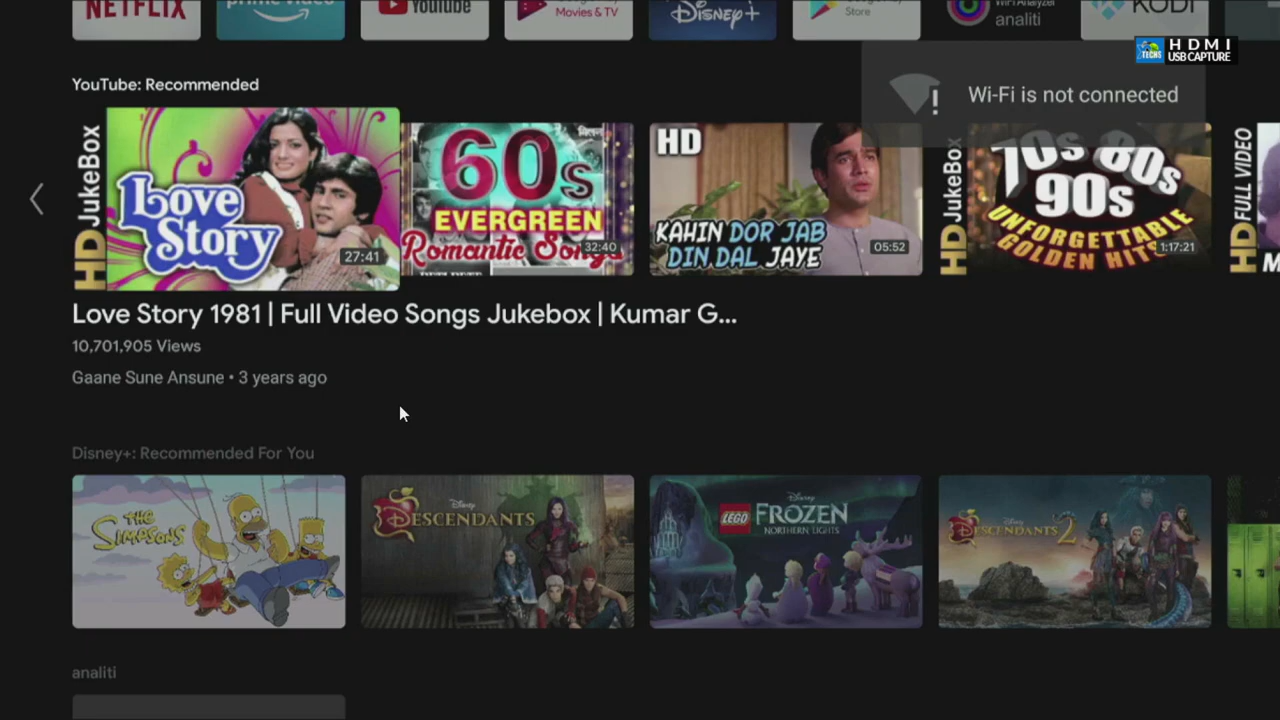 NETFLIX
prime video
YouTube
Movies & TV
Disney+
Store
WiFi Analyzer
analiti
KODI
HDMI
TECHS
USB CAPTURE
YouTube: Recommended
Wi-Fi is not connected
HD JukeBox
Love
Story
27:41
60s
EVERGREEN
Romantic Songs
32:40
HD
KAHIN DOR JAB
DIN DAL JAYE
05:52
HD JukeBox
70s 80s
90s
UNFORGETTABLE
GOLDEN HITS
1:17:21
HD FULL VIDEO
Love Story 1981 | Full Video Songs Jukebox | Kumar G...
10,701,905 Views
Gaane Sune Ansune • 3 years ago
Disney+: Recommended For You
THE
SIMPSONS
Disney
DESCENDANTS
Disney
LEGO FROZEN
NORTHERN LIGHTS
Disney
DESCENDANTS 2
analiti